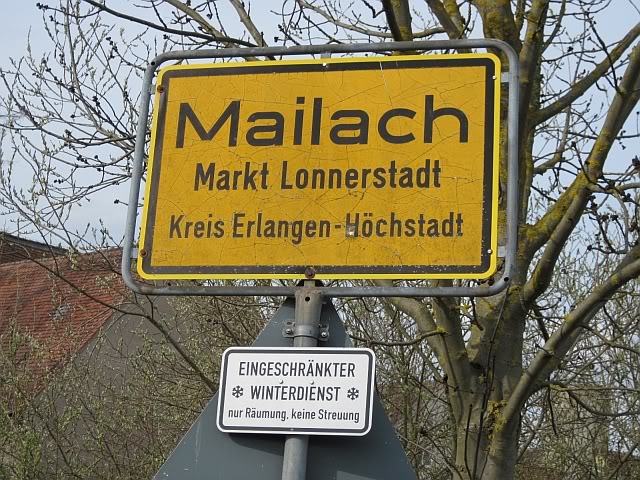 Mailach
Markt Lonnerstadt
Kreis Erlangen-Höchstadt
EINGESCHRÄNKTER
WINTERDIENST
nur Räumung, keine Streuung